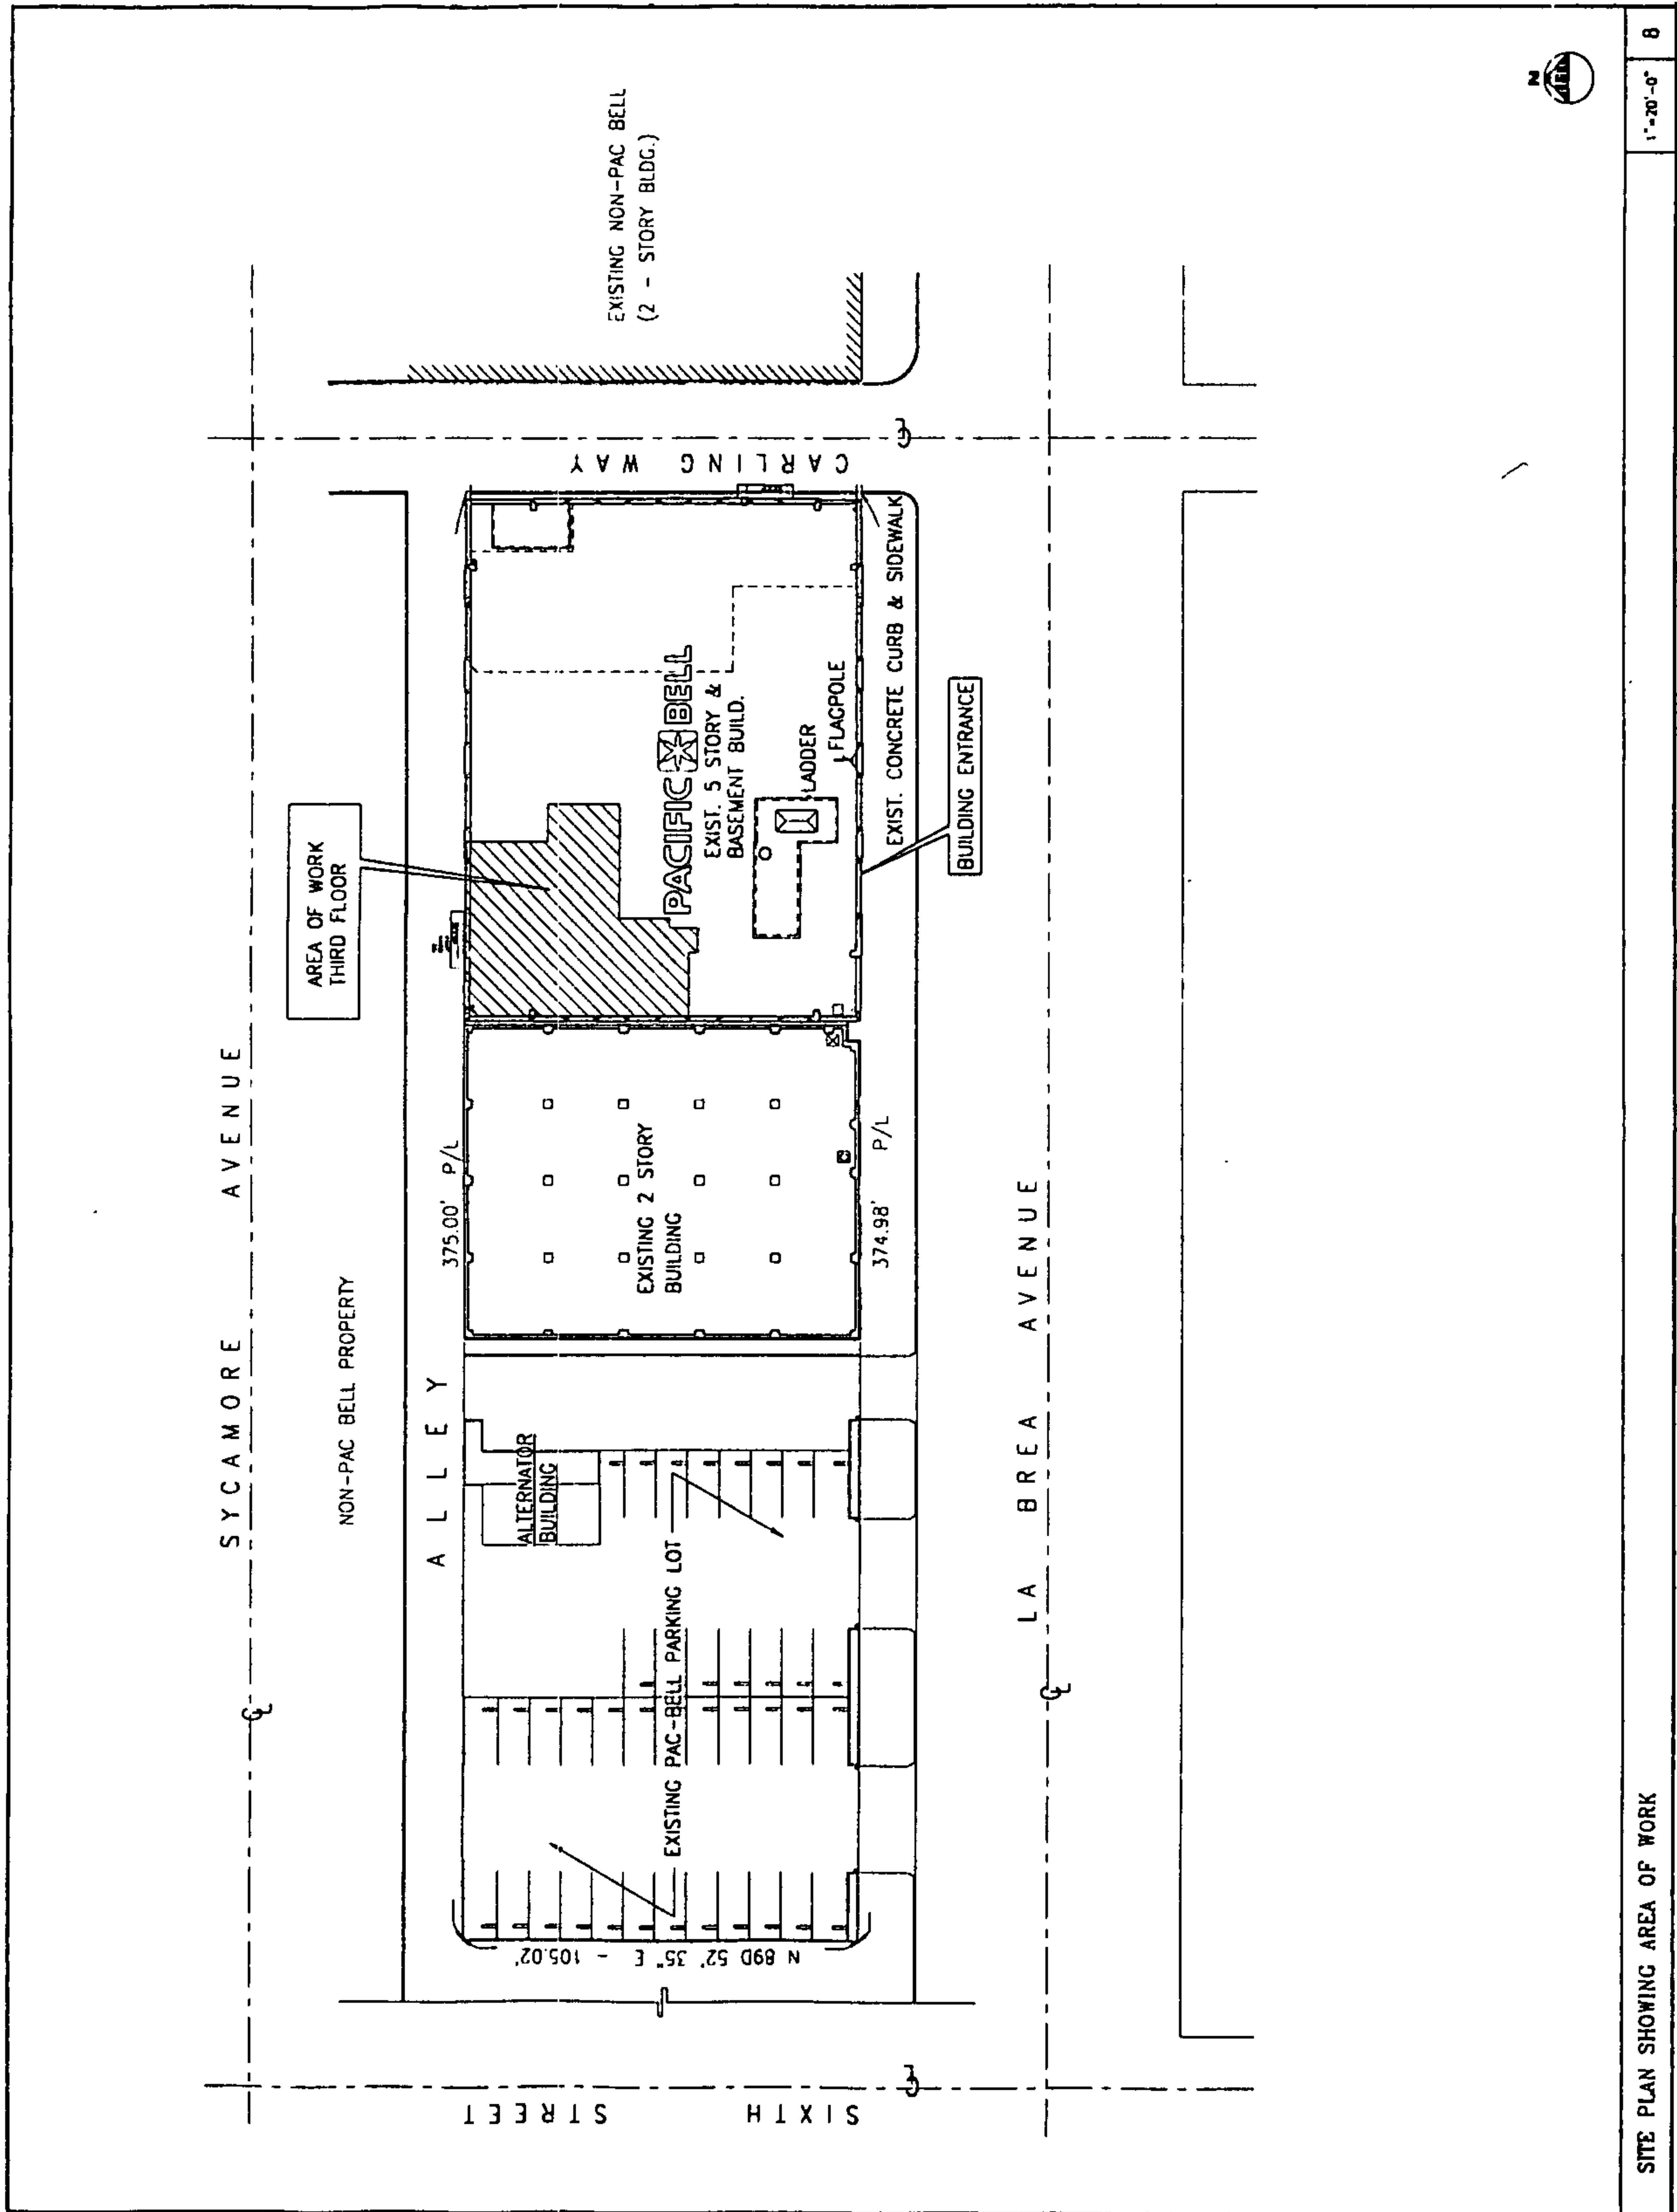 SYCAMORE AVENUE
NON-PAC BELL PROPERTY
ALLEY
AREA OF WORK
THIRD FLOOR
EXISTING NON-PAC BELL
(2 - STORY BLDG.)
375.00' P/L
ALTERNATOR
BUILDING
EXISTING 2 STORY
BUILDING
PACIFIC BELL
EXIST. 5 STORY &
BASEMENT BUILD.
LADDER
FLAGPOLE
CARLING WAY
EXISTING PAC-BELL PARKING LOT
N 89D 52' 35" E - 105.02'
SIXTH STREET
374.98' P/L
EXIST. CONCRETE CURB & SIDEWALK
BUILDING ENTRANCE
LA BREA AVENUE
N
SITE PLAN SHOWING AREA OF WORK
1"=20'-0"
8